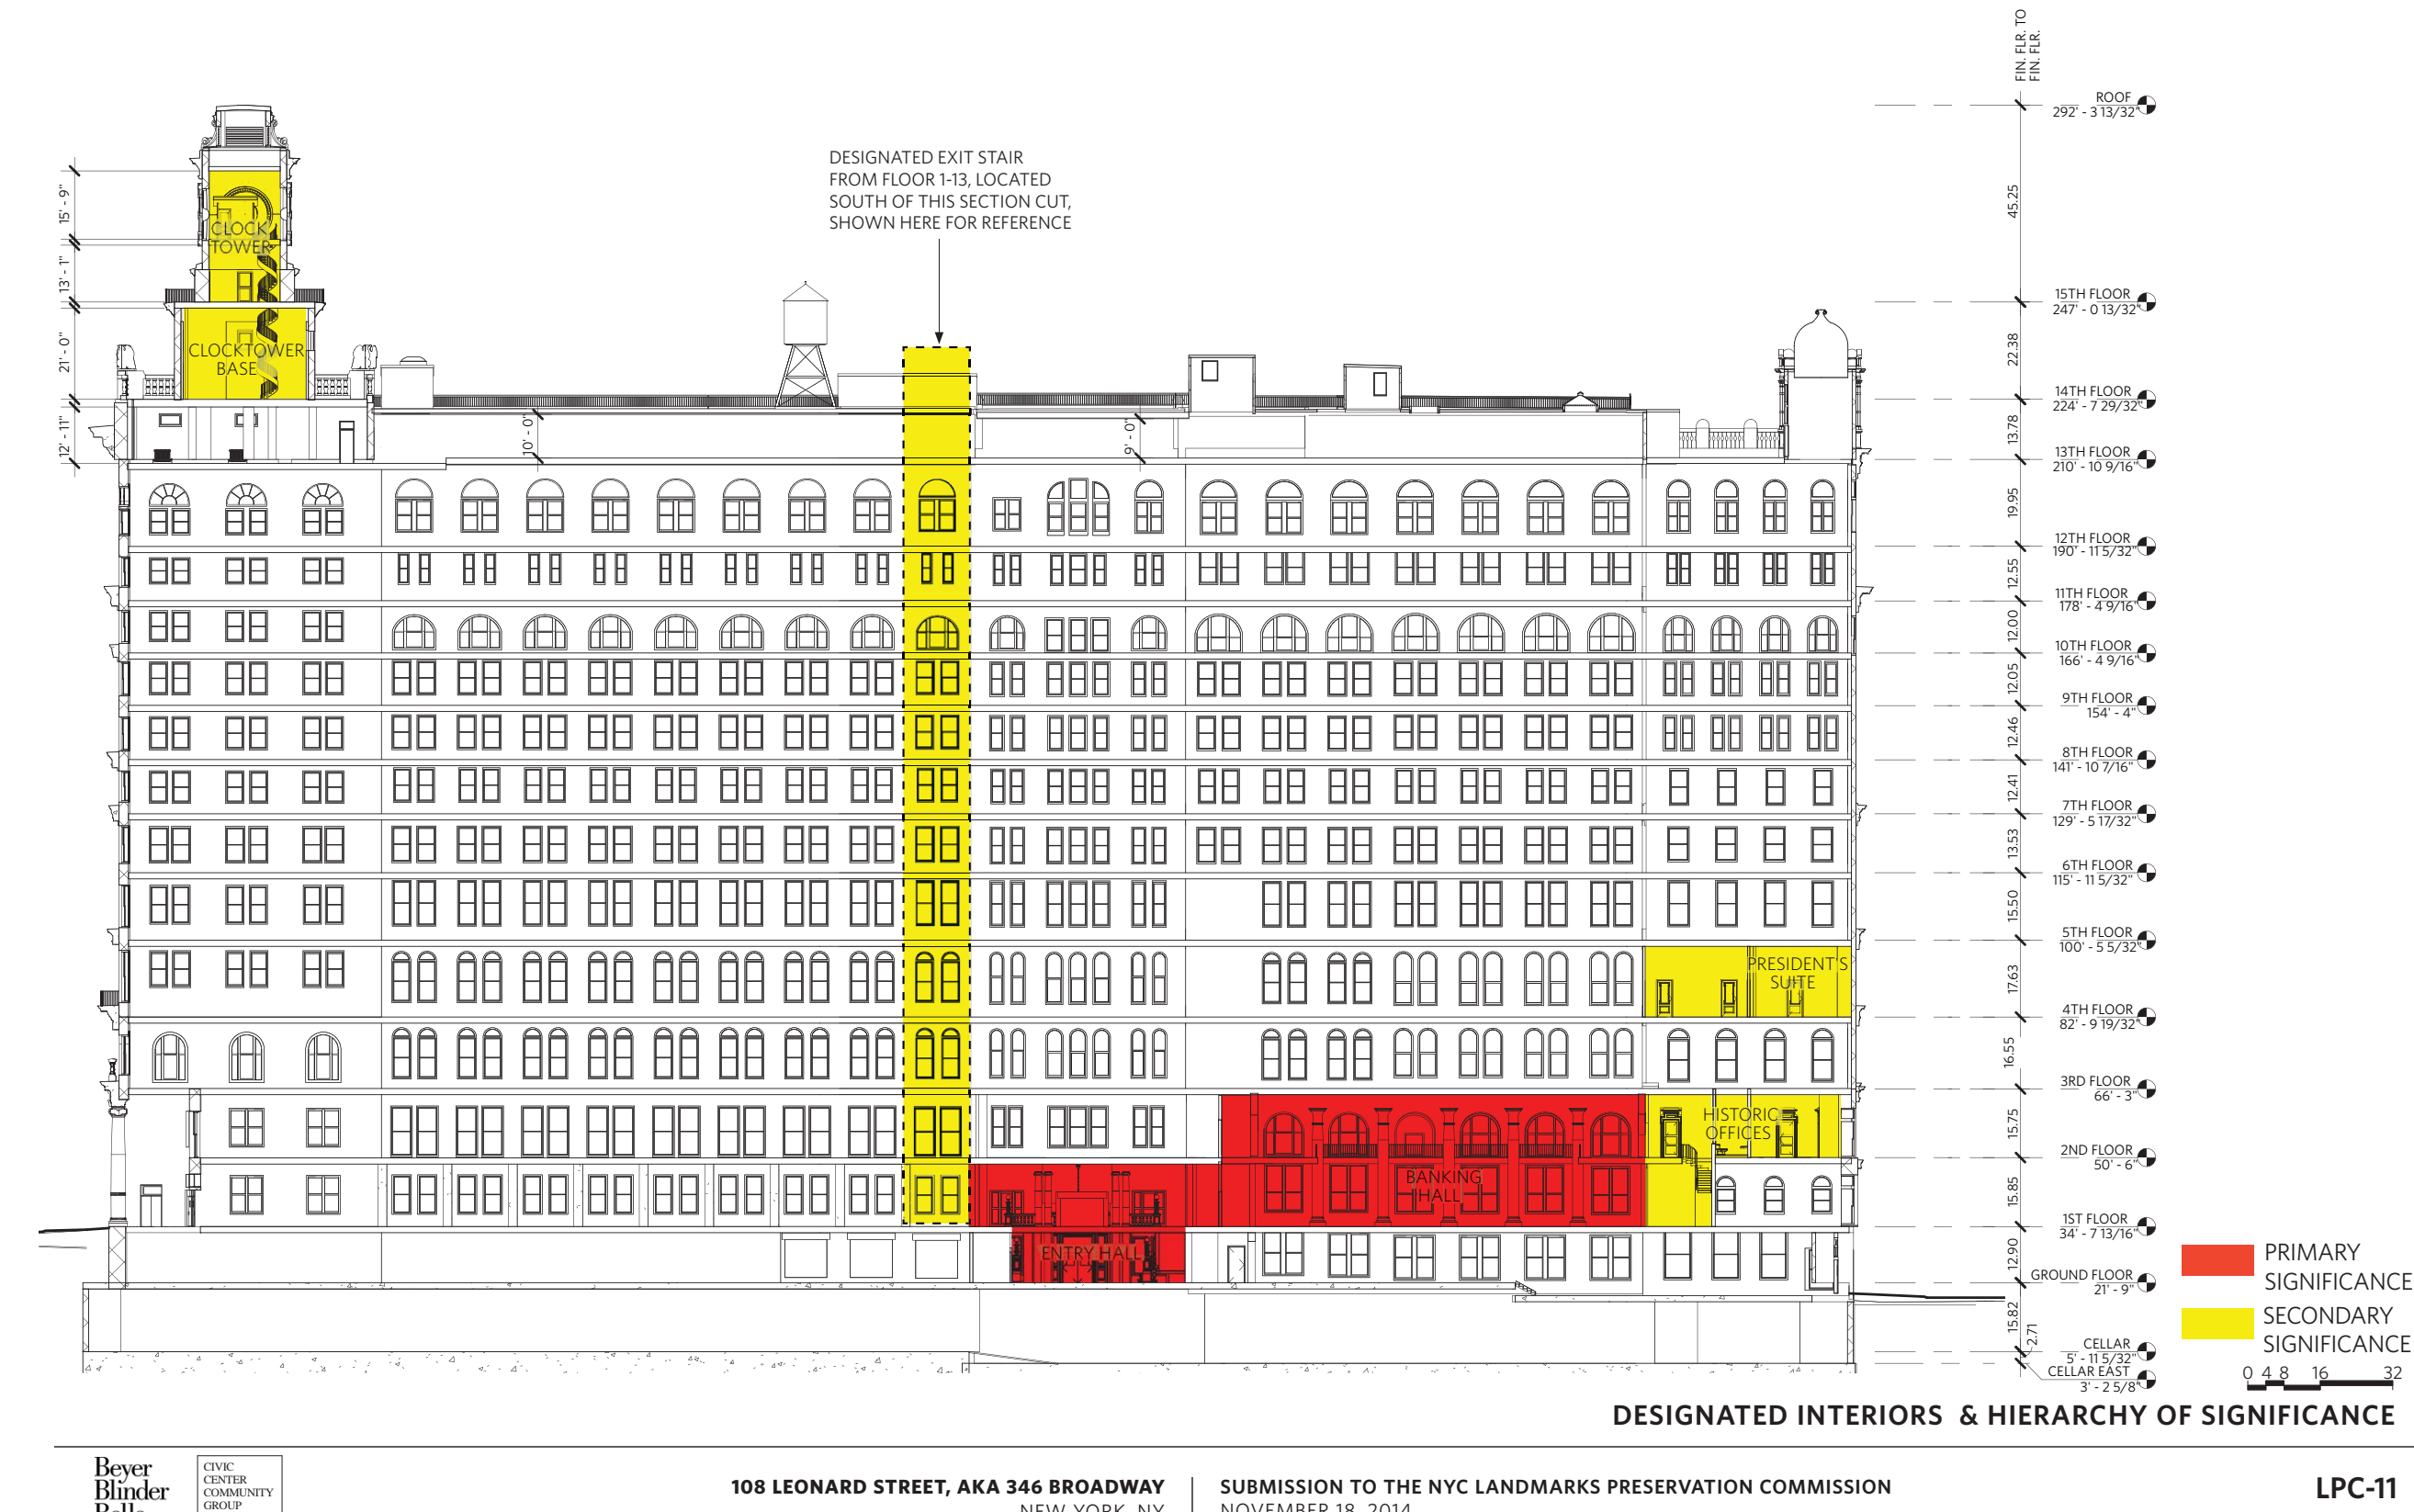 FIN. FLR. TO
FIN. FLR.
ROOF
292' - 3 13/32"
45.25
15TH FLOOR
247' - 0 13/32"
22.38
14TH FLOOR
224' - 7 29/32"
13.78
13TH FLOOR
210' - 10 9/16"
19.95
12TH FLOOR
190' - 11 5/32"
12.55
11TH FLOOR
178' - 4 9/16"
12.00
10TH FLOOR
166' - 4 9/16"
12.05
9TH FLOOR
154' - 4"
12.46
8TH FLOOR
141' - 10 7/16"
12.41
7TH FLOOR
129' - 5 17/32"
13.53
6TH FLOOR
115' - 11 5/32"
15.50
5TH FLOOR
100' - 5 5/32"
17.63
4TH FLOOR
82' - 9 19/32"
16.55
3RD FLOOR
66' - 3"
15.75
2ND FLOOR
50' - 6"
15.85
1ST FLOOR
34' - 7 13/16"
12.90
GROUND FLOOR
21' - 9"
15.82
2.71
CELLAR
5' - 11 5/32"
CELLAR EAST
3' - 2 5/8"
15' - 9"
13' - 1"
21' - 0"
12' - 11"
CLOCK
TOWER
CLOCKTOWER
BASE
DESIGNATED EXIT STAIR
FROM FLOOR 1-13, LOCATED
SOUTH OF THIS SECTION CUT,
SHOWN HERE FOR REFERENCE
10' - 0"
9' - 0"
PRESIDENT'S
SUITE
HISTORIC
OFFICES
BANKING
HALL
ENTRY HALL
PRIMARY
SIGNIFICANCE
SECONDARY
SIGNIFICANCE
0 4 8 16 32
DESIGNATED INTERIORS & HIERARCHY OF SIGNIFICANCE
Beyer
Blinder
Belle
CIVIC
CENTER
COMMUNITY
GROUP
108 LEONARD STREET, AKA 346 BROADWAY
NEW YORK, NY
SUBMISSION TO THE NYC LANDMARKS PRESERVATION COMMISSION
NOVEMBER 18, 2014
LPC-11